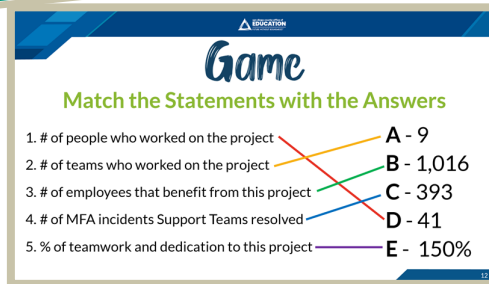 EDUCATION
Game
Match the Statements with the Answers
1. # of people who worked on the project
2. # of teams who worked on the project
3. # of employees that benefit from this project
4. # of MFA incidents Support Teams resolved
5. % of teamwork and dedication to this project
A - 9
B - 1,016
C - 393
D - 41
E - 150%
12